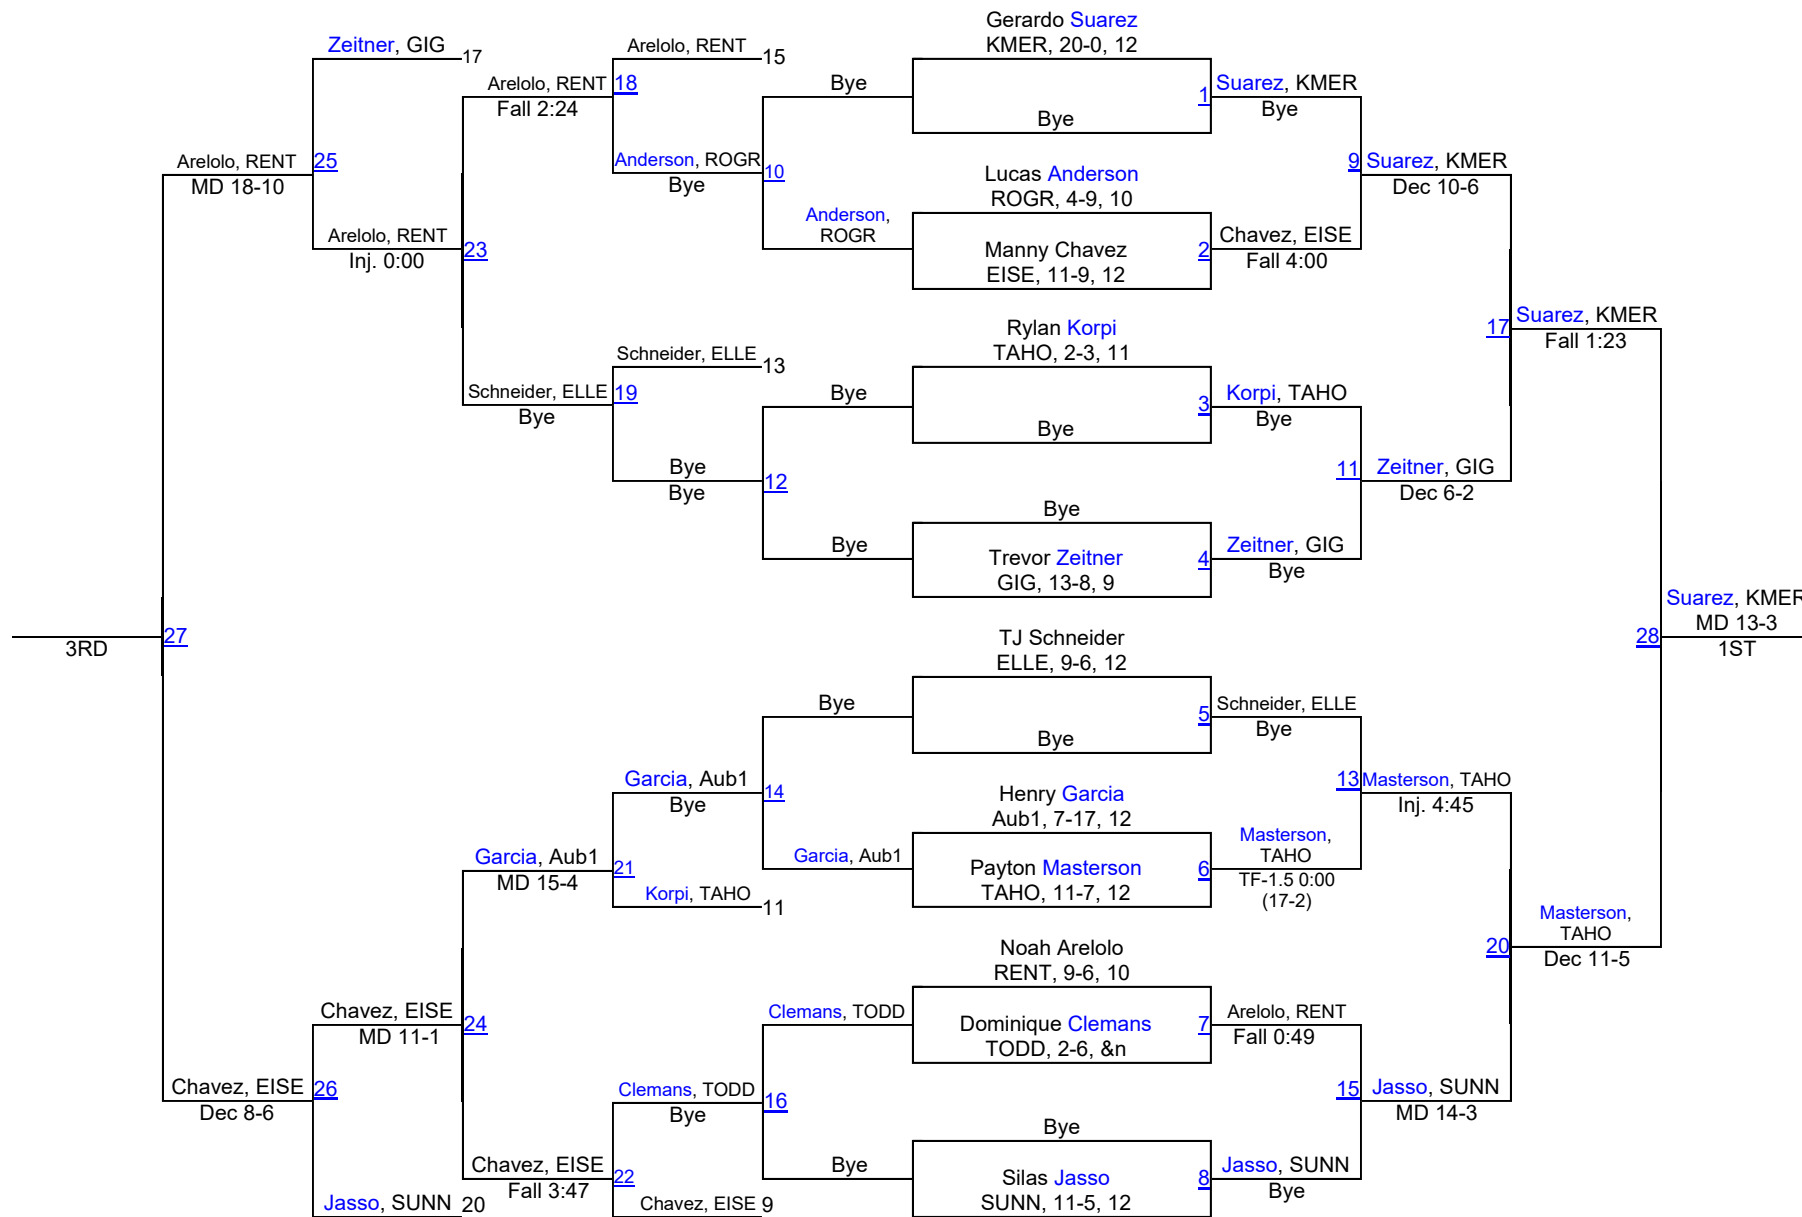 Gerardo Suarez
KMER, 20-0, 12
Zeitner, GIG
17
Arelolo, RENT
15
Arelolo, RENT
18
Fall 2:24
Bye
Bye
1
Suarez, KMER
Bye
Arelolo, RENT
25
MD 18-10
Anderson, ROGR
10
Bye
Lucas Anderson
ROGR, 4-9, 10
9
Suarez, KMER
Dec 10-6
Anderson,
ROGR
Arelolo, RENT
23
Inj. 0:00
Manny Chavez
EISE, 11-9, 12
2
Chavez, EISE
Fall 4:00
Rylan Korpi
TAHO, 2-3, 11
17
Suarez, KMER
Fall 1:23
Schneider, ELLE
13
Schneider, ELLE
19
Bye
Bye
Bye
3
Korpi, TAHO
Bye
Bye
12
Bye
11
Zeitner, GIG
Dec 6-2
Bye
Bye
Trevor Zeitner
GIG, 13-8, 9
4
Zeitner, GIG
Bye
27
3RD
Suarez, KMER
MD 13-3
28
1ST
TJ Schneider
ELLE, 9-6, 12
Bye
Bye
5
Schneider, ELLE
Bye
Garcia, Aub1
14
Bye
Henry Garcia
Aub1, 7-17, 12
13
Masterson, TAHO
Inj. 4:45
Garcia, Aub1
21
MD 15-4
Garcia, Aub1
Payton Masterson
TAHO, 11-7, 12
6
Masterson,
TAHO
TF-1.5 0:00
(17-2)
Korpi, TAHO
11
Masterson,
TAHO
20
Dec 11-5
Noah Arelolo
RENT, 9-6, 10
Chavez, EISE
24
MD 11-1
Clemans, TODD
Dominique Clemans
TODD, 2-6, &n
7
Arelolo, RENT
Fall 0:49
Chavez, EISE
26
Dec 8-6
Clemans, TODD
16
Bye
15
Jasso, SUNN
MD 14-3
Bye
Chavez, EISE
22
Fall 3:47
Bye
Silas Jasso
SUNN, 11-5, 12
8
Jasso, SUNN
Bye
Jasso, SUNN
20
Chavez, EISE
9